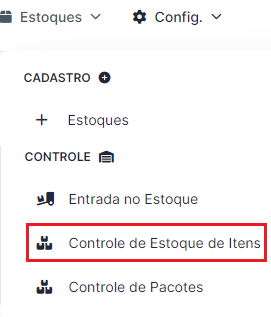 Estoques Config.
CADASTRO
Estoques
CONTROLE
Entrada no Estoque
Controle de Estoque de Itens
Controle de Pacotes